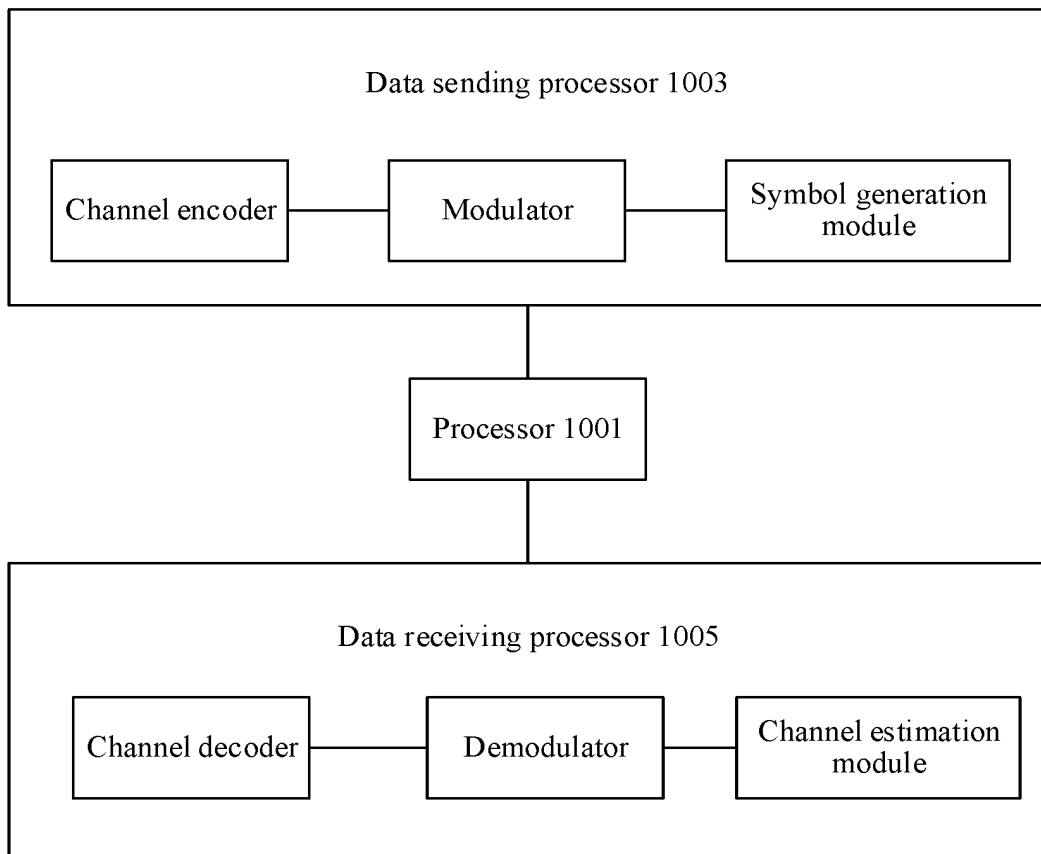 Data sending processor 1003
Channel encoder
Modulator
Symbol generation
module
Processor 1001
Data receiving processor 1005
Channel decoder
Demodulator
Channel estimation
module